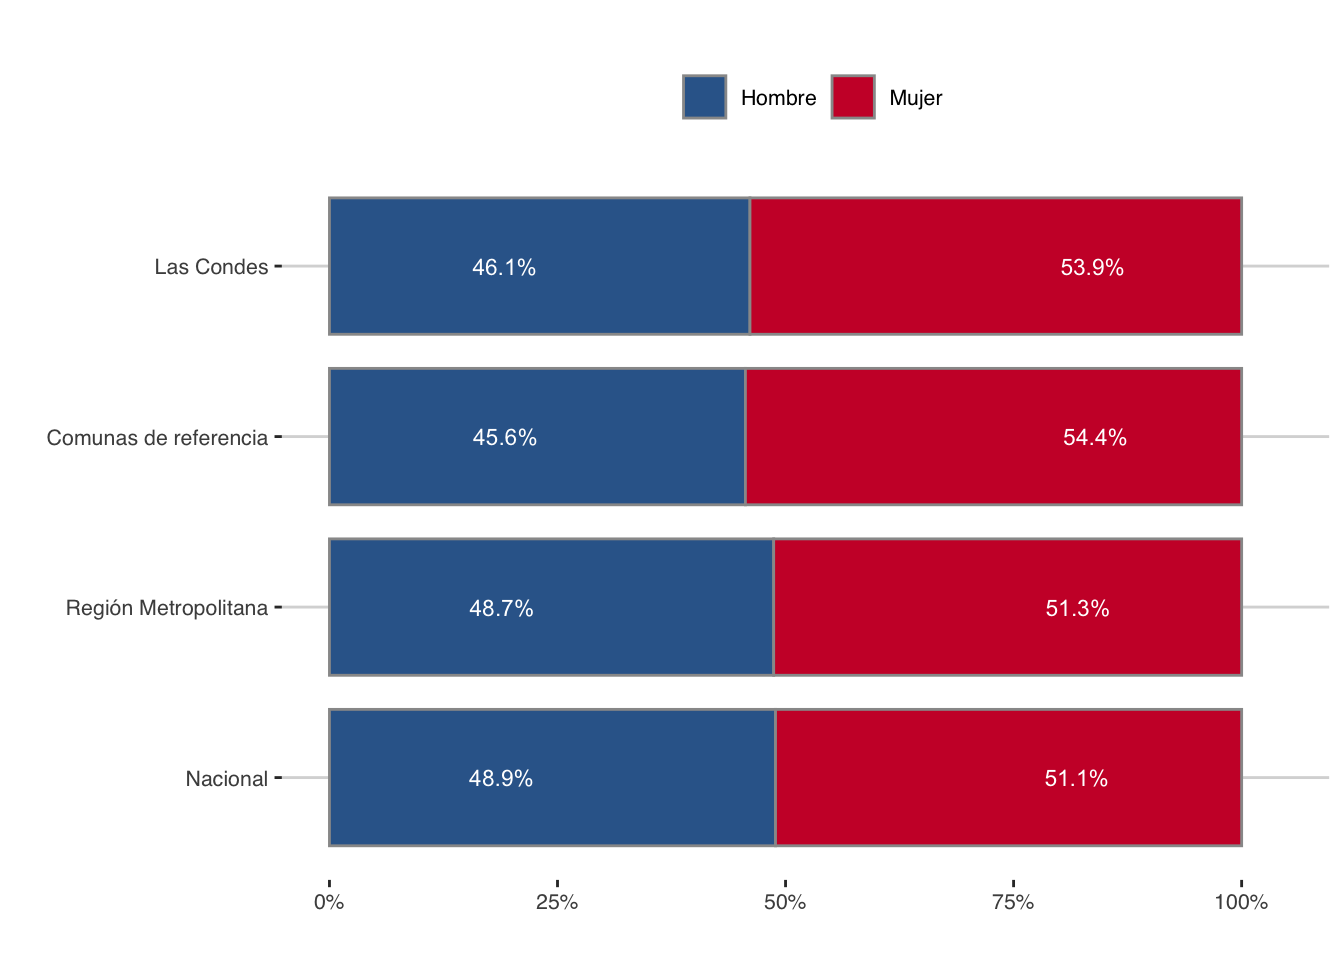 Hombre Mujer
Las Condes 46.1% 53.9%
Comunas de referencia 45.6% 54.4%
Región Metropolitana 48.7% 51.3%
Nacional 48.9% 51.1%
0% 25% 50% 75% 100%